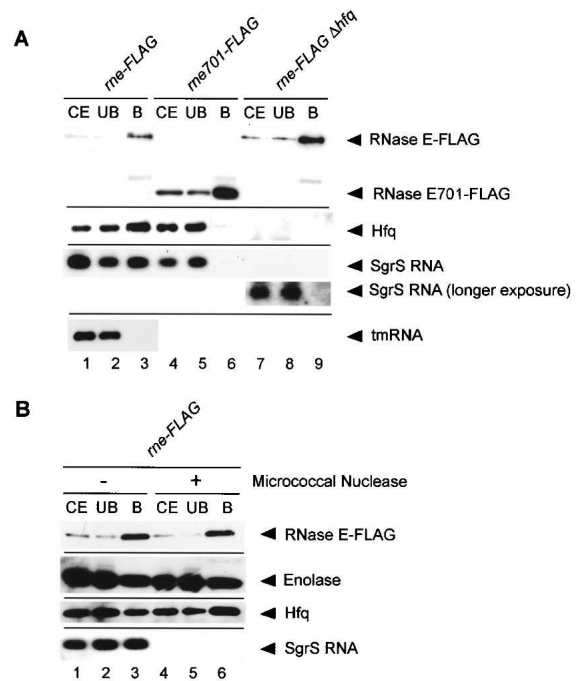 A
rne-FLAG rne701-FLAG rne-FLAG Δhfq
CE UB B CE UB B CE UB B
RNase E-FLAG
RNase E701-FLAG
Hfq
SgrS RNA
SgrS RNA (longer exposure)
tmRNA
1 2 3 4 5 6 7 8 9
B
rne-FLAG
- + Micrococcal Nuclease
CE UB B CE UB B
RNase E-FLAG
Enolase
Hfq
SgrS RNA
1 2 3 4 5 6